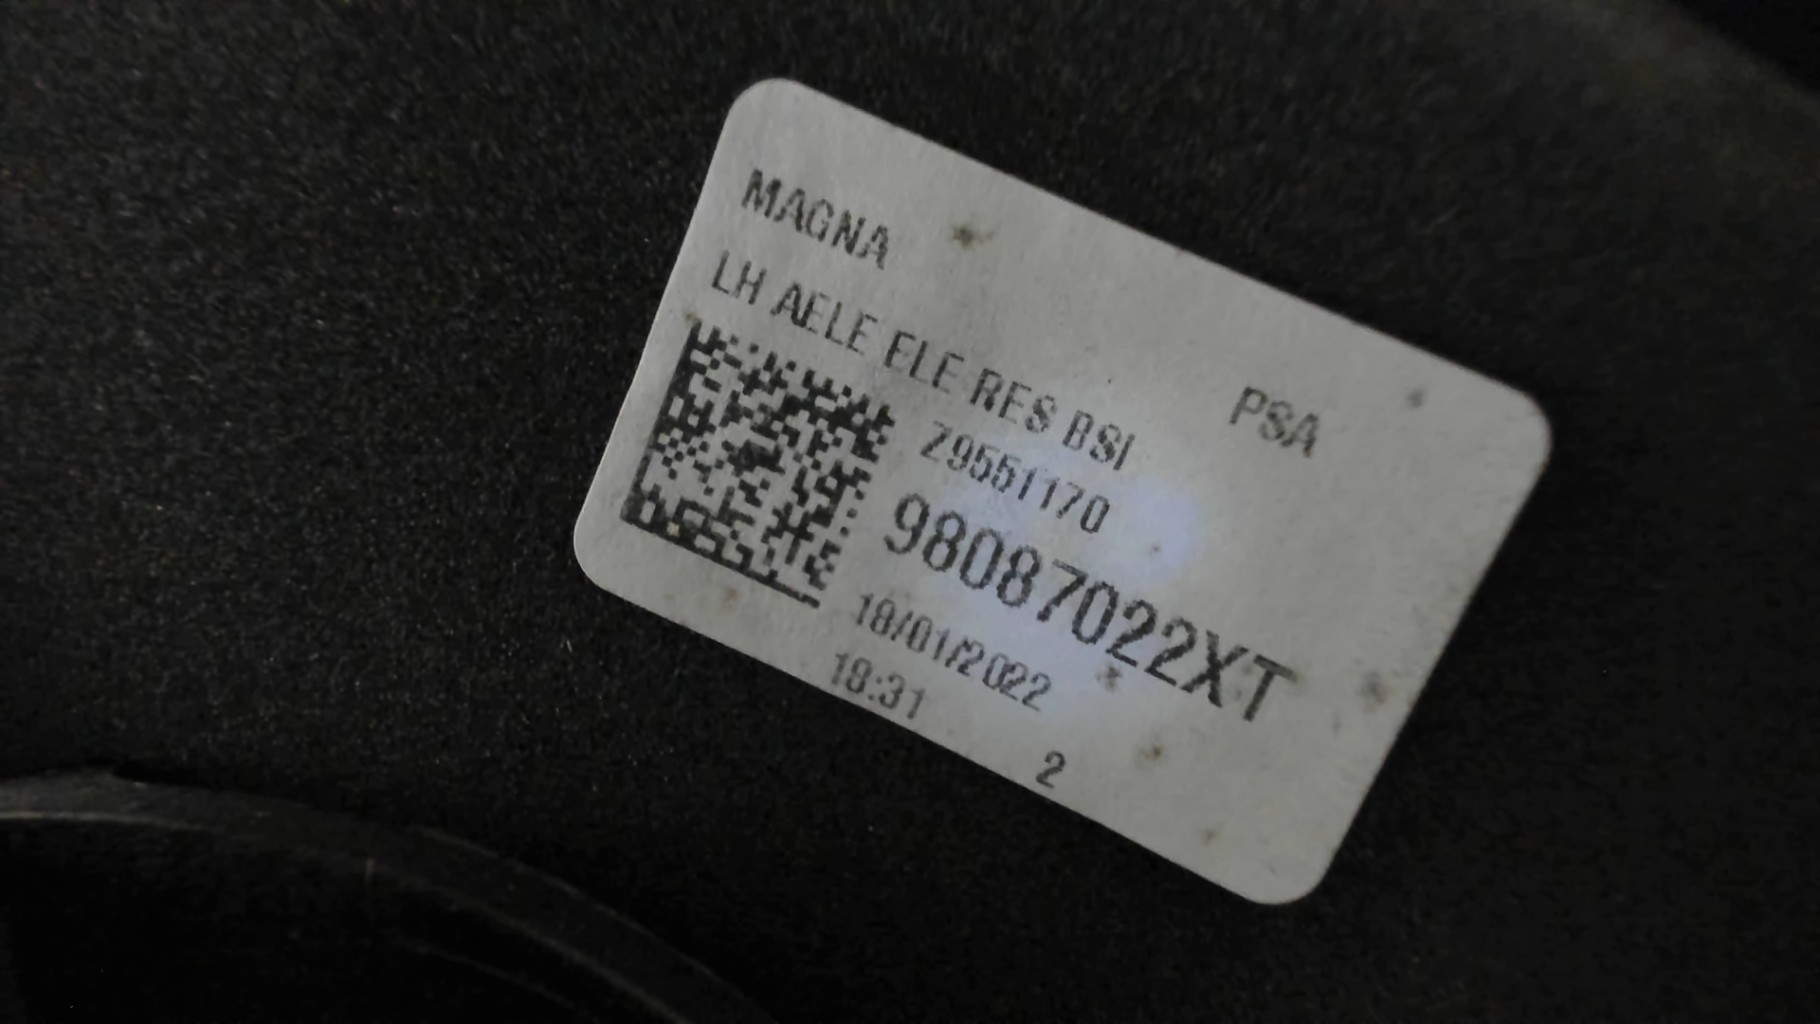 MAGNA
LH AELE ELE RES BSI
PSA
Z9551170
98087022XT
18/01/2022
18:31
2